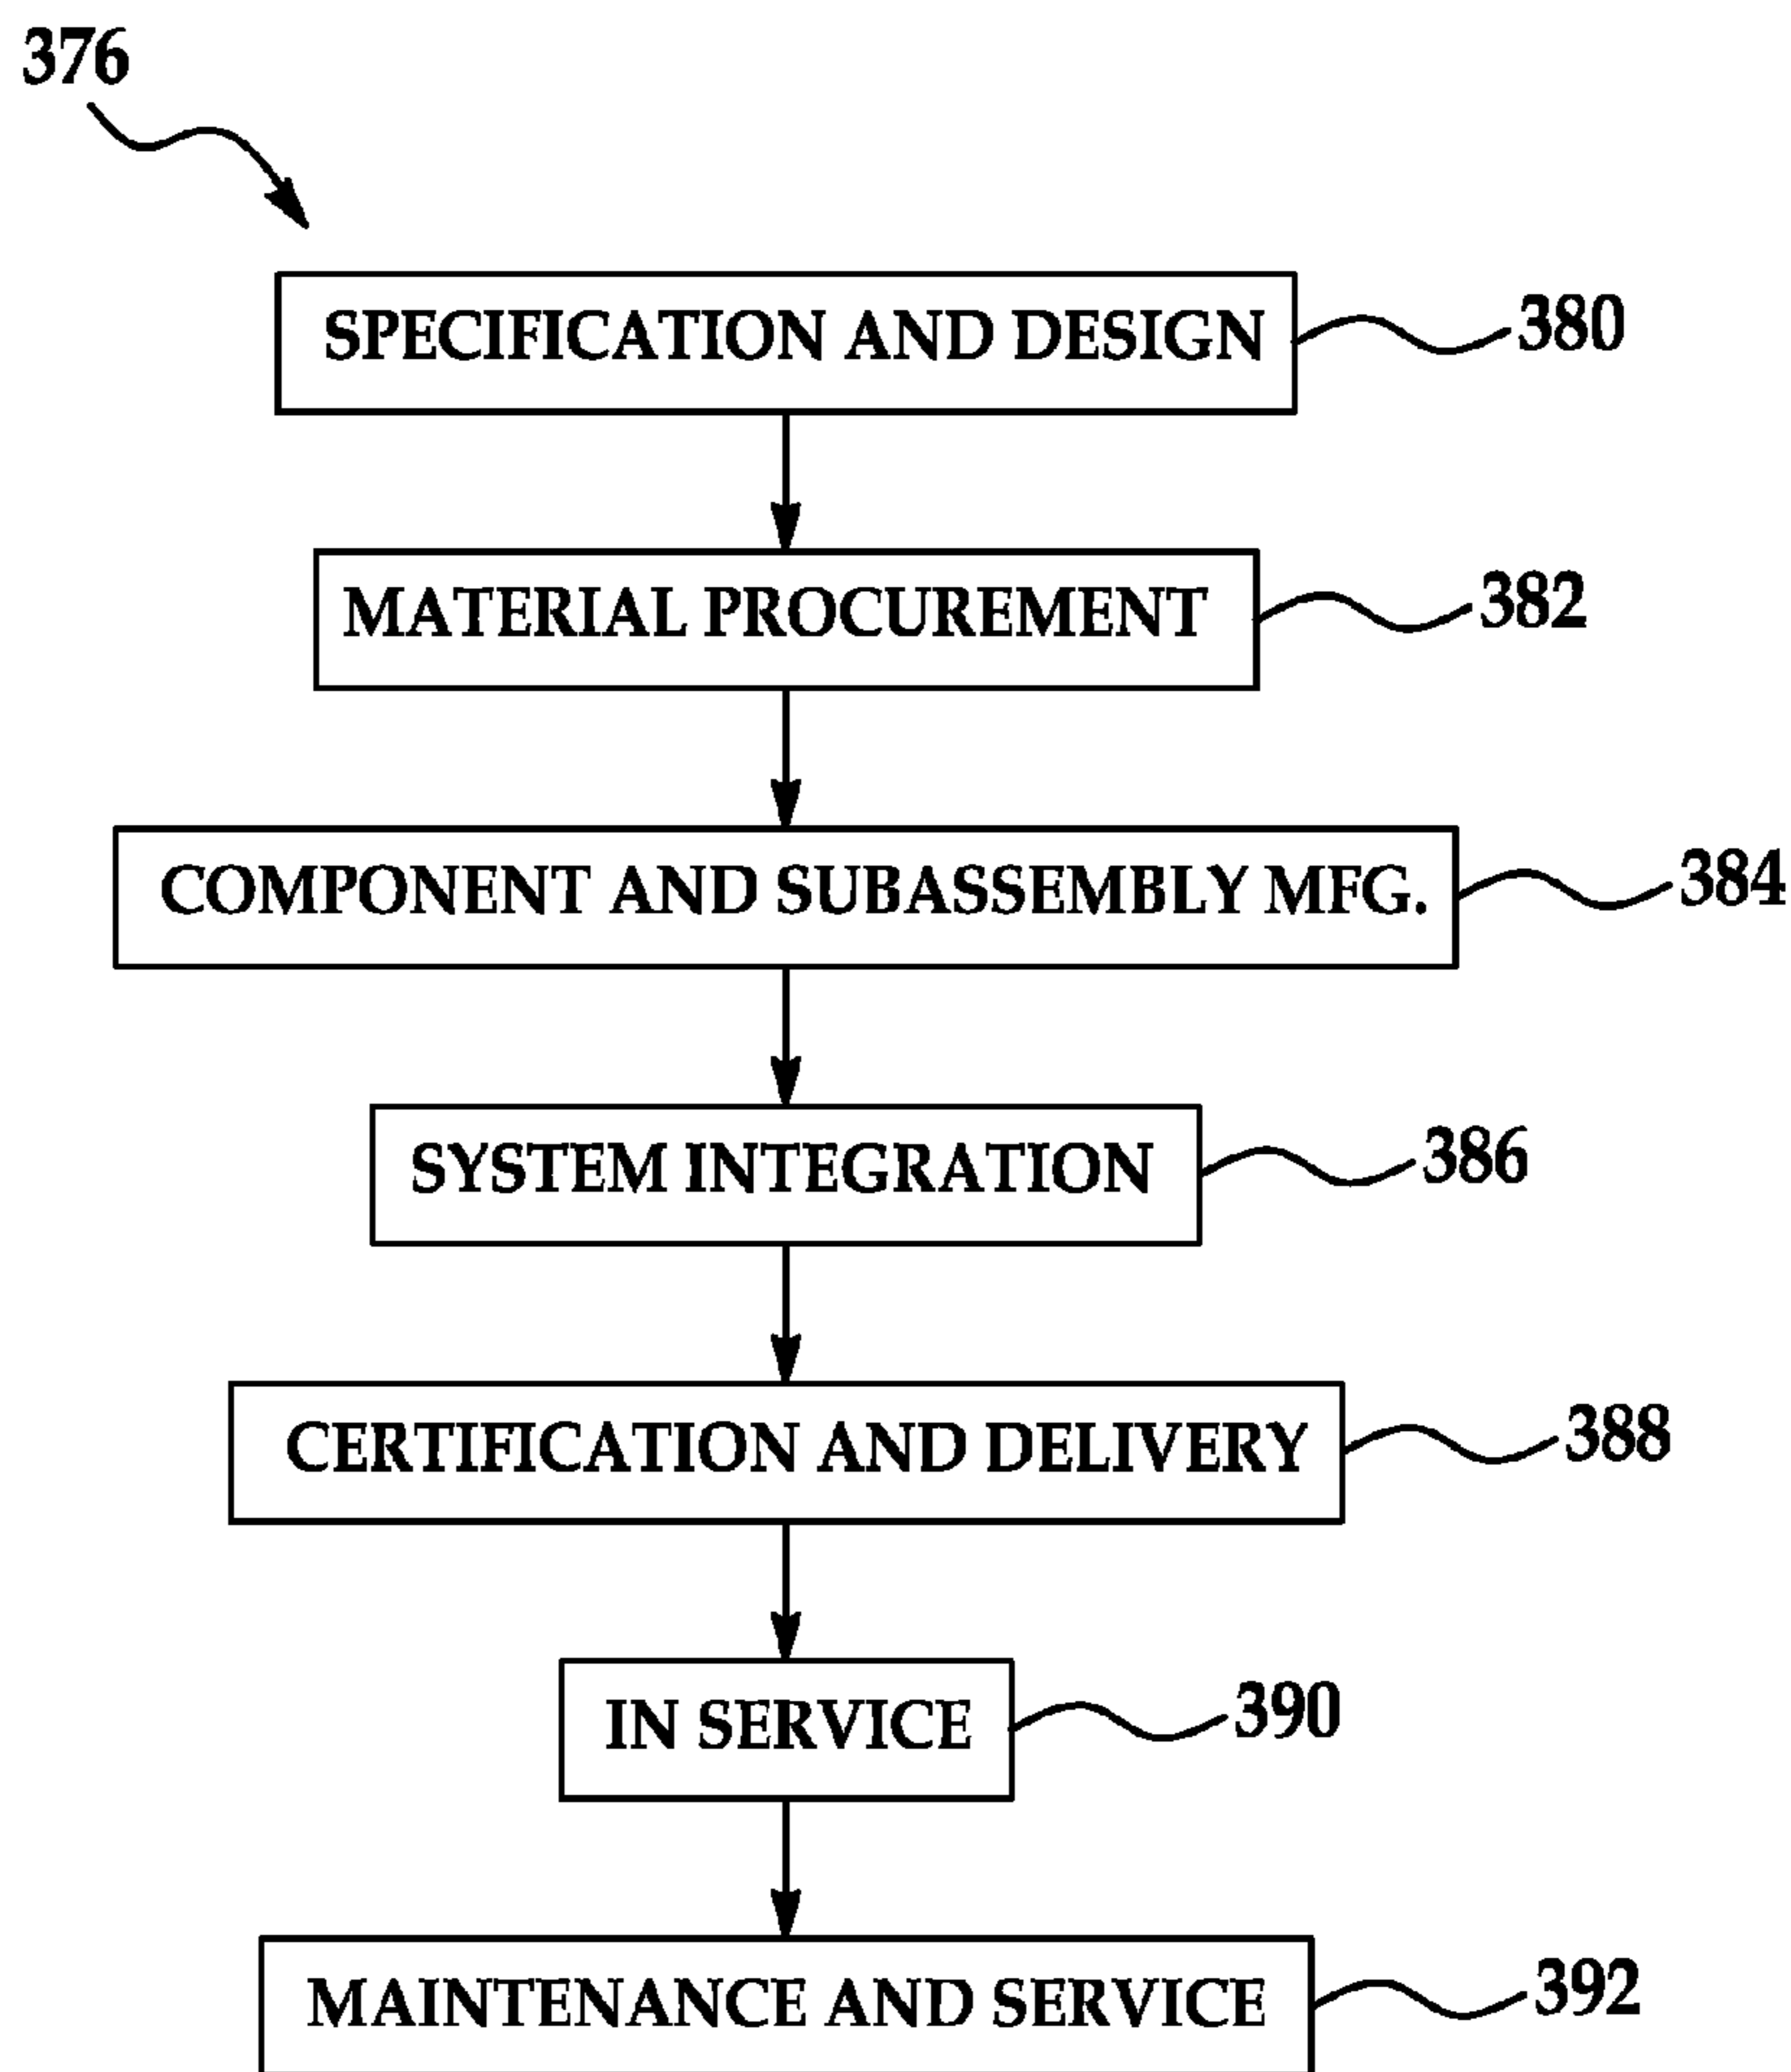 376
SPECIFICATION AND DESIGN 380
MATERIAL PROCUREMENT 382
COMPONENT AND SUBASSEMBLY MFG. 384
SYSTEM INTEGRATION 386
CERTIFICATION AND DELIVERY 388
IN SERVICE 390
MAINTENANCE AND SERVICE 392